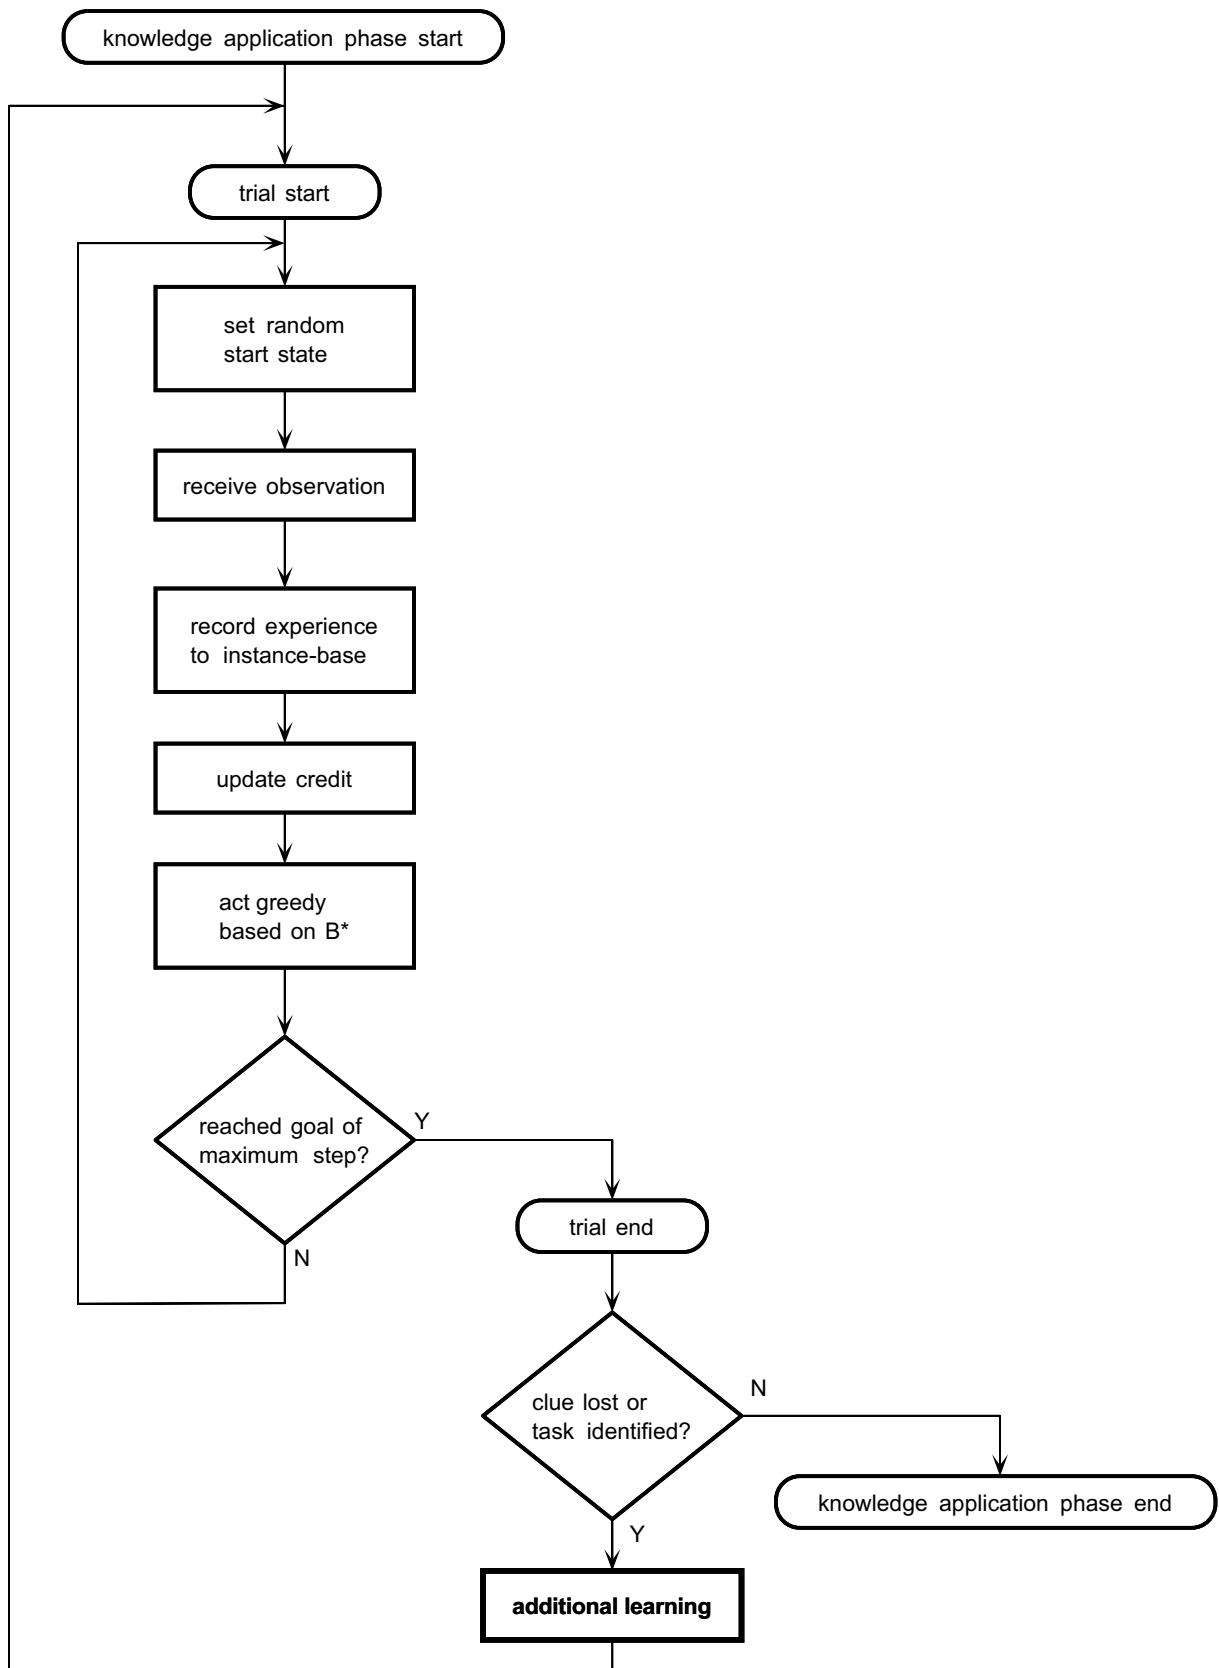 knowledge application phase start
trial start
set random
start state
receive observation
record experience
to instance-base
update credit
act greedy
based on B*
reached goal of
maximum step?
Y
N
trial end
clue lost or
task identified?
N
knowledge application phase end
Y
additional learning